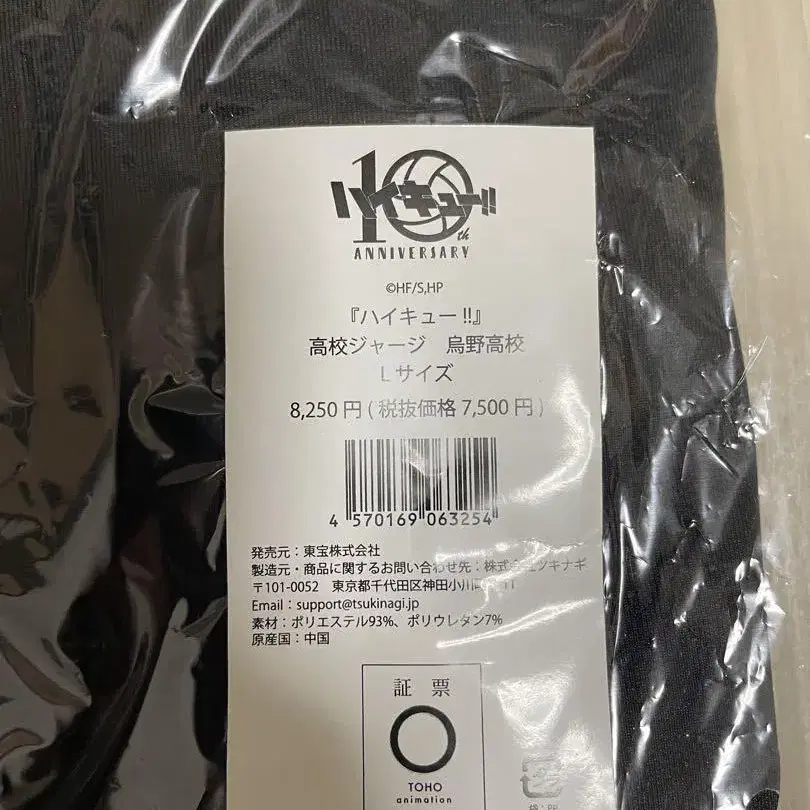 ハイキュー!!
10th
ANNIVERSARY
©HF/S,HP
『ハイキュー!!』
高校ジャージ 烏野高校
Lサイズ
8,250円(税抜価格7,500円)
4 570169 063254
発売元:東宝株式会社
製造元・商品に関するお問い合わせ先:株式会社ツキナギ
〒101-0052 東京都千代田区神田小川町
Email:support@tsukinagi.jp
素材:ポリエステル93%、ポリウレタン7%
原産国:中国
証 票
TOHO
animation
プラ
袋:PP